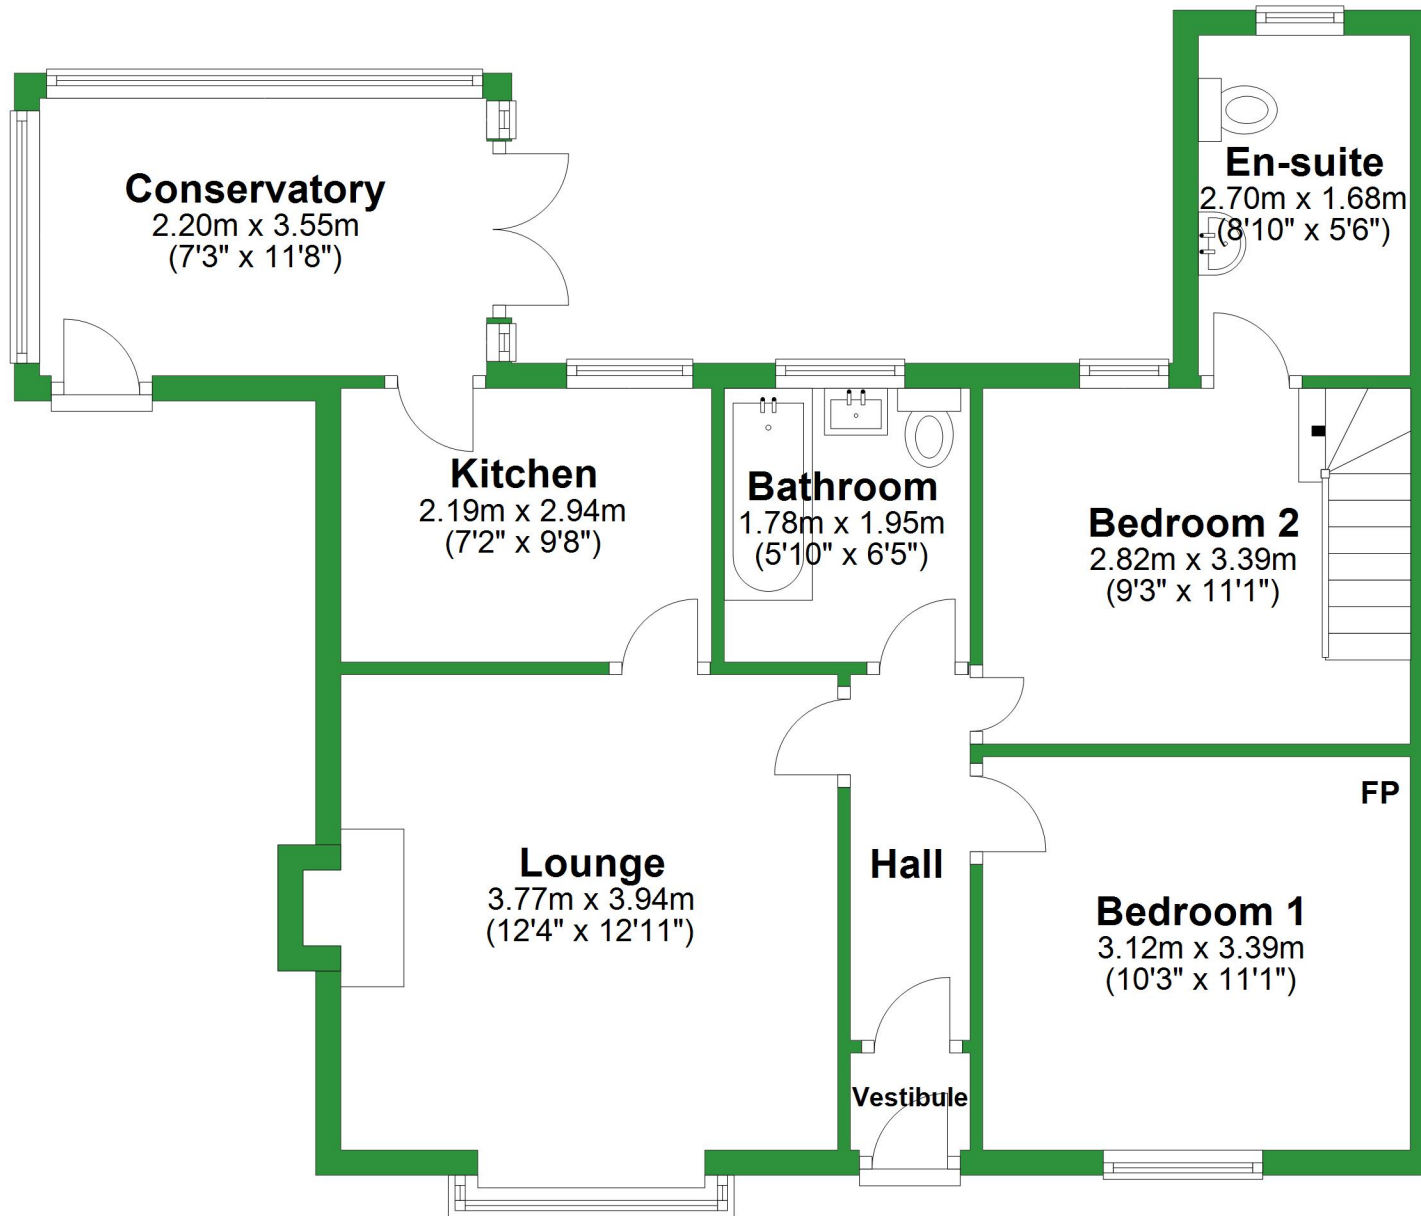 Conservatory
2.20m x 3.55m
(7'3" x 11'8")
En-suite
2.70m x 1.68m
(8'10" x 5'6")
Kitchen
2.19m x 2.94m
(7'2" x 9'8")
Bathroom
1.78m x 1.95m
(5'10" x 6'5")
Bedroom 2
2.82m x 3.39m
(9'3" x 11'1")
FP
Lounge
3.77m x 3.94m
(12'4" x 12'11")
Hall
Bedroom 1
3.12m x 3.39m
(10'3" x 11'1")
Vestibule